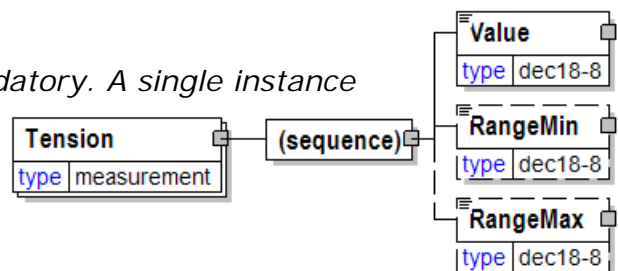 Value
type dec18-8
datory. A single instance
RangeMin
type dec18-8
Tension
type measurement
(sequence)
RangeMax
type dec18-8